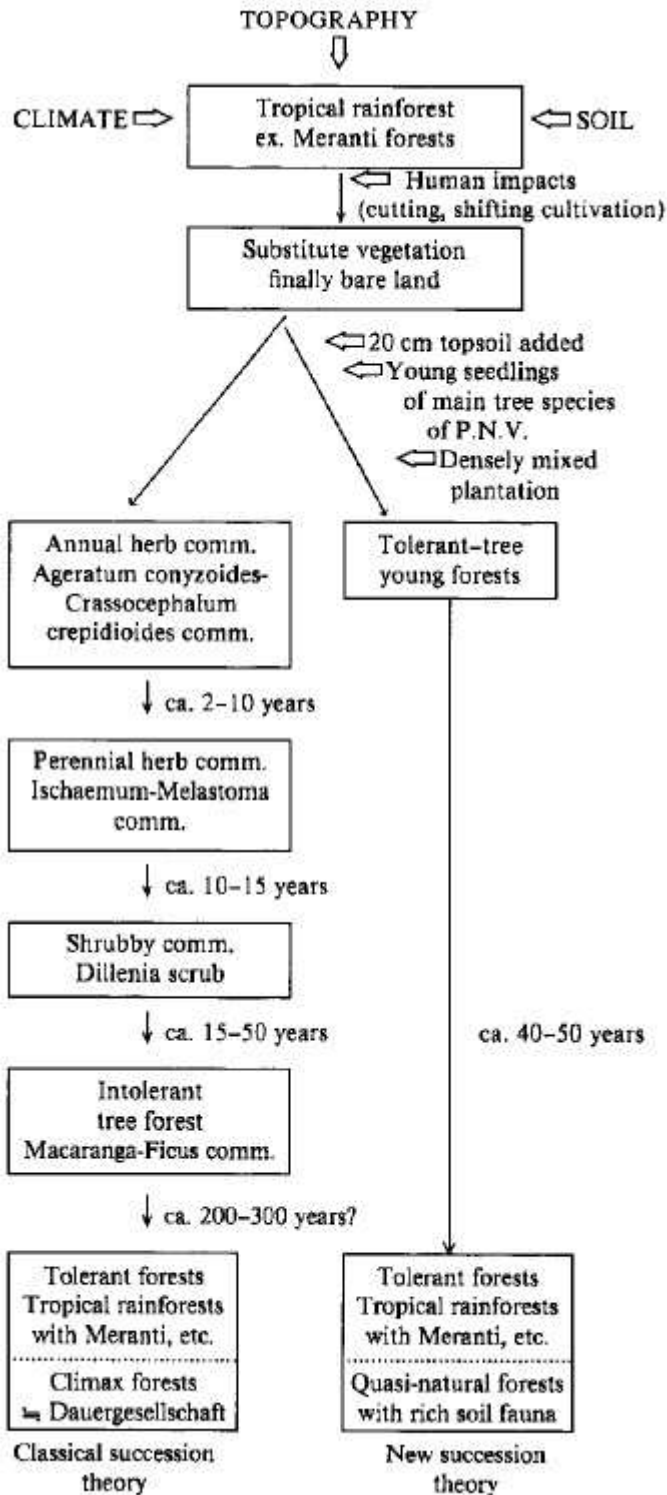 TOPOGRAPHY
CLIMATE
Tropical rainforest
ex. Meranti forests
SOIL
Human impacts
(cutting, shifting cultivation)
Substitute vegetation
finally bare land
20 cm topsoil added
Young seedlings
of main tree species
of P.N.V.
Densely mixed
plantation
Annual herb comm.
Ageratum conyzoides-
Crassocephalum
crepidioides comm.
Tolerant-tree
young forests
ca. 2-10 years
Perennial herb comm.
Ischaemum-Melastoma
comm.
ca. 10-15 years
Shrubby comm.
Dillenia scrub
ca. 15-50 years
ca. 40-50 years
Intolerant
tree forest
Macaranga-Ficus comm.
ca. 200-300 years?
Tolerant forests
Tropical rainforests
with Meranti, etc.
Climax forests
≒ Dauergesellschaft
Classical succession
theory
Tolerant forests
Tropical rainforests
with Meranti, etc.
Quasi-natural forests
with rich soil fauna
New succession
theory